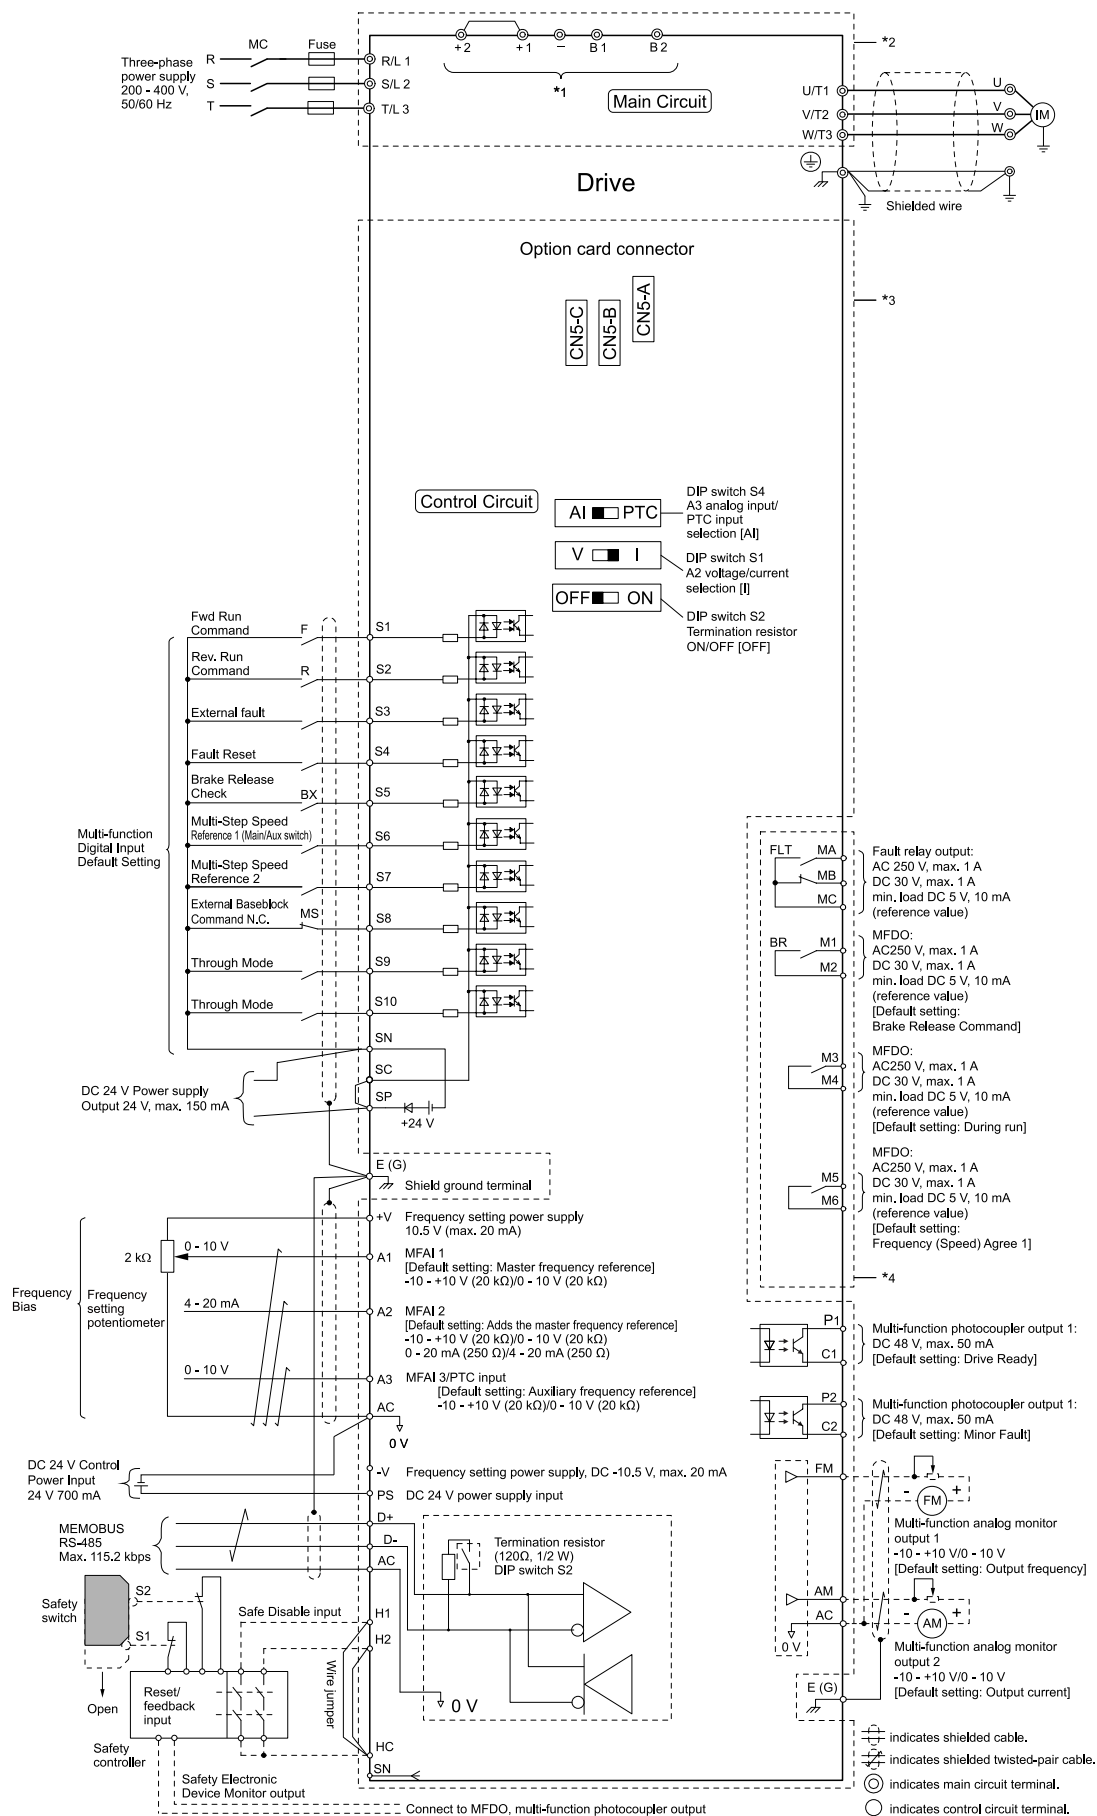 Three-phase
power supply
200 - 400 V,
50/60 Hz
R
S
T
MC
Fuse
R/L 1
S/L 2
T/L 3
+2
+1
−
B 1
B 2
*1
Main Circuit
*2
U/T1
V/T2
W/T3
U
V
W
IM
Shielded wire
Drive
Option card connector
CN5-C
CN5-B
CN5-A
*3
Control Circuit
AI
PTC
DIP switch S4
A3 analog input/
PTC input
selection [AI]
V
I
DIP switch S1
A2 voltage/current
selection [I]
OFF
ON
DIP switch S2
Termination resistor
ON/OFF [OFF]
Multi-function
Digital Input
Default Setting
Fwd Run
Command
F
S1
Rev. Run
Command
R
S2
External fault
S3
Fault Reset
S4
Brake Release
Check
BX
S5
Multi-Step Speed
Reference 1 (Main/Aux switch)
S6
Multi-Step Speed
Reference 2
S7
External Baseblock
Command N.C.
MS
S8
Through Mode
S9
Through Mode
S10
SN
SC
SP
+24 V
DC 24 V Power supply
Output 24 V, max. 150 mA
E (G)
Shield ground terminal
FLT
MA
MB
MC
Fault relay output:
AC 250 V, max. 1 A
DC 30 V, max. 1 A
min. load DC 5 V, 10 mA
(reference value)
BR
M1
M2
MFDO:
AC250 V, max. 1 A
DC 30 V, max. 1 A
min. load DC 5 V, 10 mA
(reference value)
[Default setting:
Brake Release Command]
M3
M4
MFDO:
AC250 V, max. 1 A
DC 30 V, max. 1 A
min. load DC 5 V, 10 mA
(reference value)
[Default setting: During run]
M5
M6
MFDO:
AC250 V, max. 1 A
DC 30 V, max. 1 A
min. load DC 5 V, 10 mA
(reference value)
[Default setting:
Frequency (Speed) Agree 1]
*4
Frequency
Bias
Frequency
setting
potentiometer
2 kΩ
+V
Frequency setting power supply
10.5 V (max. 20 mA)
0 - 10 V
A1
MFAI 1
[Default setting: Master frequency reference]
-10 - +10 V (20 kΩ)/0 - 10 V (20 kΩ)
4 - 20 mA
A2
MFAI 2
[Default setting: Adds the master frequency reference]
-10 - +10 V (20 kΩ)/0 - 10 V (20 kΩ)
0 - 20 mA (250 Ω)/4 - 20 mA (250 Ω)
0 - 10 V
A3
MFAI 3/PTC input
[Default setting: Auxiliary frequency reference]
-10 - +10 V (20 kΩ)/0 - 10 V (20 kΩ)
AC
0 V
DC 24 V Control
Power Input
24 V 700 mA
-V
Frequency setting power supply, DC -10.5 V, max. 20 mA
PS
DC 24 V power supply input
P1
C1
Multi-function photocoupler output 1:
DC 48 V, max. 50 mA
[Default setting: Drive Ready]
P2
C2
Multi-function photocoupler output 1:
DC 48 V, max. 50 mA
[Default setting: Minor Fault]
MEMOBUS
RS-485
Max. 115.2 kbps
D+
D-
AC
Termination resistor
(120Ω, 1/2 W)
DIP switch S2
0 V
FM
-
+
FM
Multi-function analog monitor
output 1
-10 - +10 V/0 - 10 V
[Default setting: Output frequency]
AM
AC
0 V
-
+
AM
Multi-function analog monitor
output 2
-10 - +10 V/0 - 10 V
[Default setting: Output current]
E (G)
Safety
switch
S2
S1
Open
Safe Disable input
H1
H2
Wire jumper
Reset/
feedback
input
Safety
controller
HC
SN
Safety Electronic
Device Monitor output
Connect to MFDO, multi-function photocoupler output
indicates shielded cable.
indicates shielded twisted-pair cable.
indicates main circuit terminal.
indicates control circuit terminal.